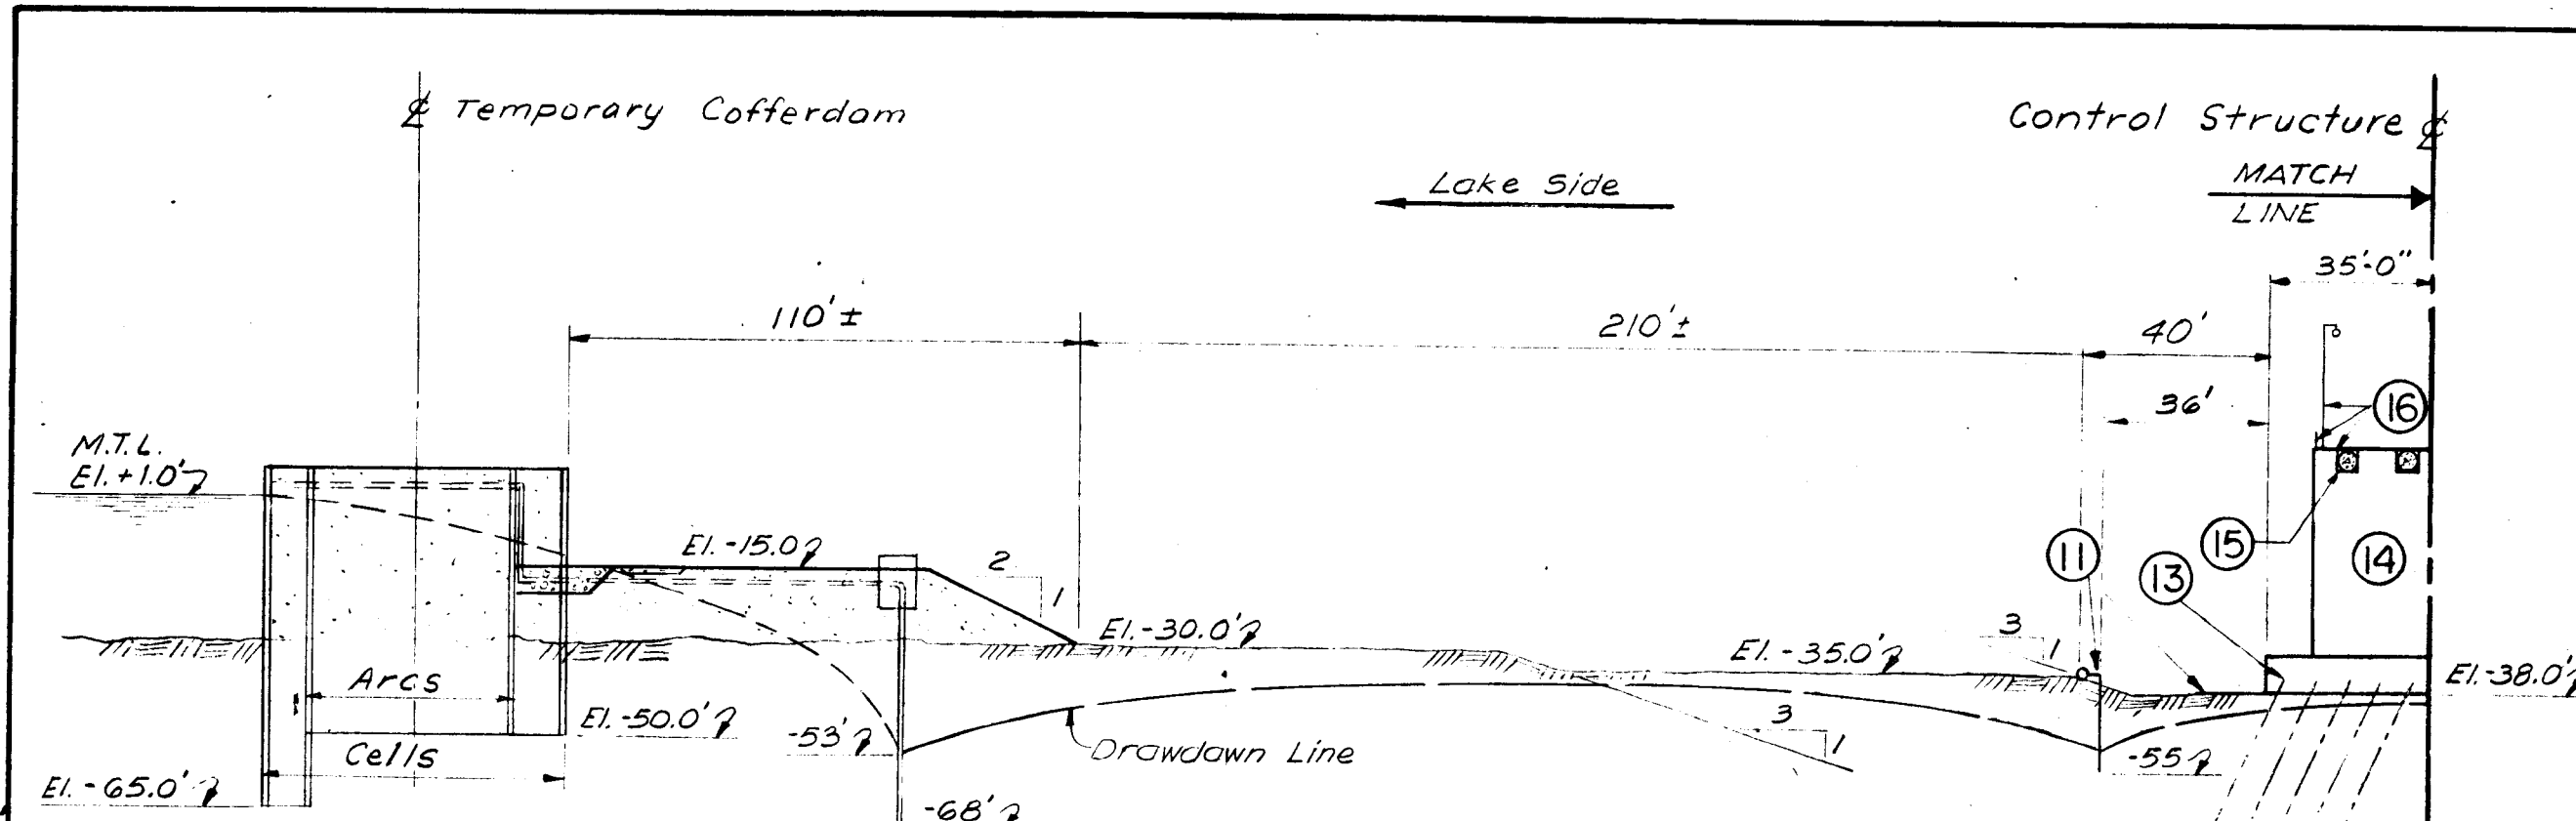 ℄ Temporary Cofferdam
Control Structure ℄
Lake Side
MATCH
LINE
35'-0"
110'±
210'±
40'
36'
16
M.T.L.
El. +1.0'
El. -15.0
2
1
11
13
15
14
El. -30.0'
El. -35.0'
3
1
El. -38.0'
Arcs
El. -50.0'
-53'
Drawdown Line
3
1
-55
Cells
El. -65.0'
-68'